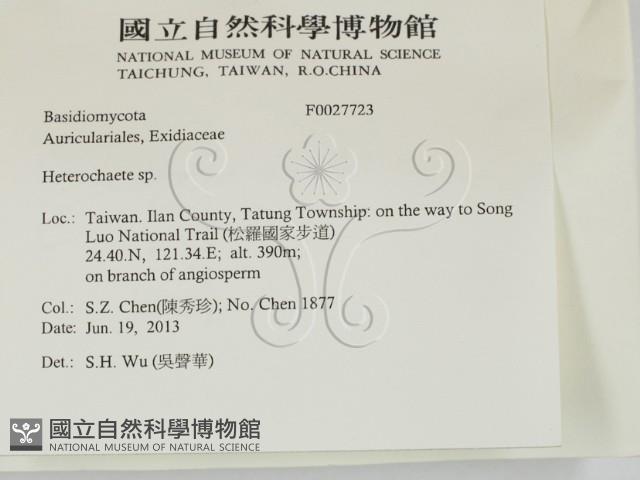 國立自然科學博物館
NATIONAL MUSEUM OF NATURAL SCIENCE
TAICHUNG, TAIWAN, R.O.CHINA
Basidiomycota F0027723
Auriculariales, Exidiaceae
Heterochaete sp.
Loc.: Taiwan. Ilan County, Tatung Township: on the way to Song
Luo National Trail (松羅國家步道)
24.40.N, 121.34.E; alt. 390m;
on branch of angiosperm
Col.: S.Z. Chen(陳秀珍); No. Chen 1877
Date: Jun. 19, 2013
Det.: S.H. Wu (吳聲華)
國立自然科學博物館
NATIONAL MUSEUM OF NATURAL SCIENCE